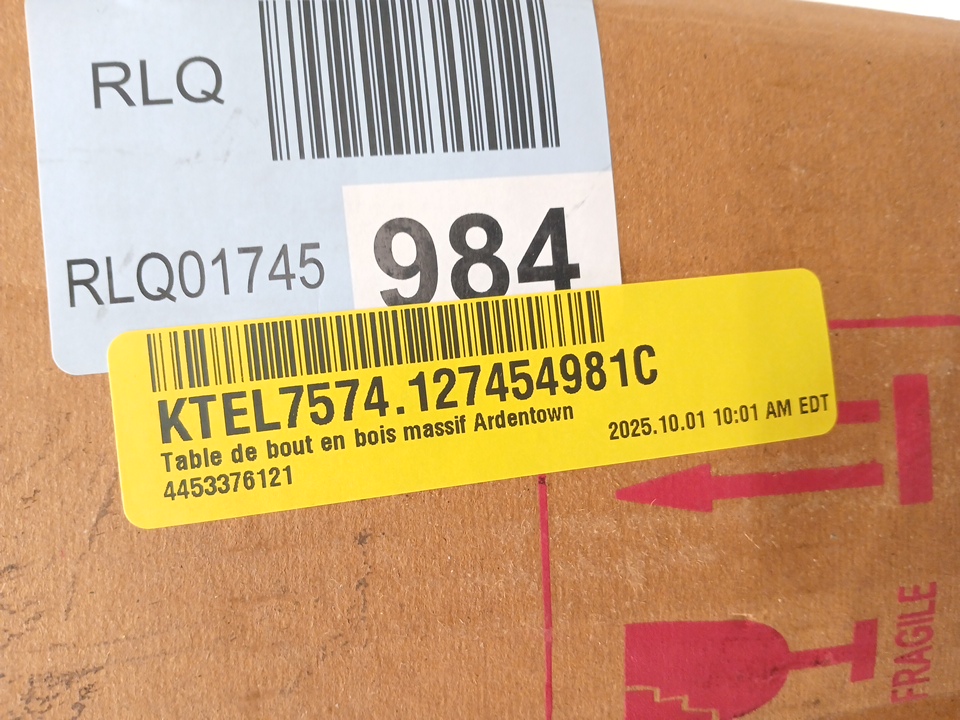 RLQ
RLQ01745
984
KTEL7574.127454981C
Table de bout en bois massif Ardentown
4453376121
2025.10.01 10:01 AM EDT
FRAGILE